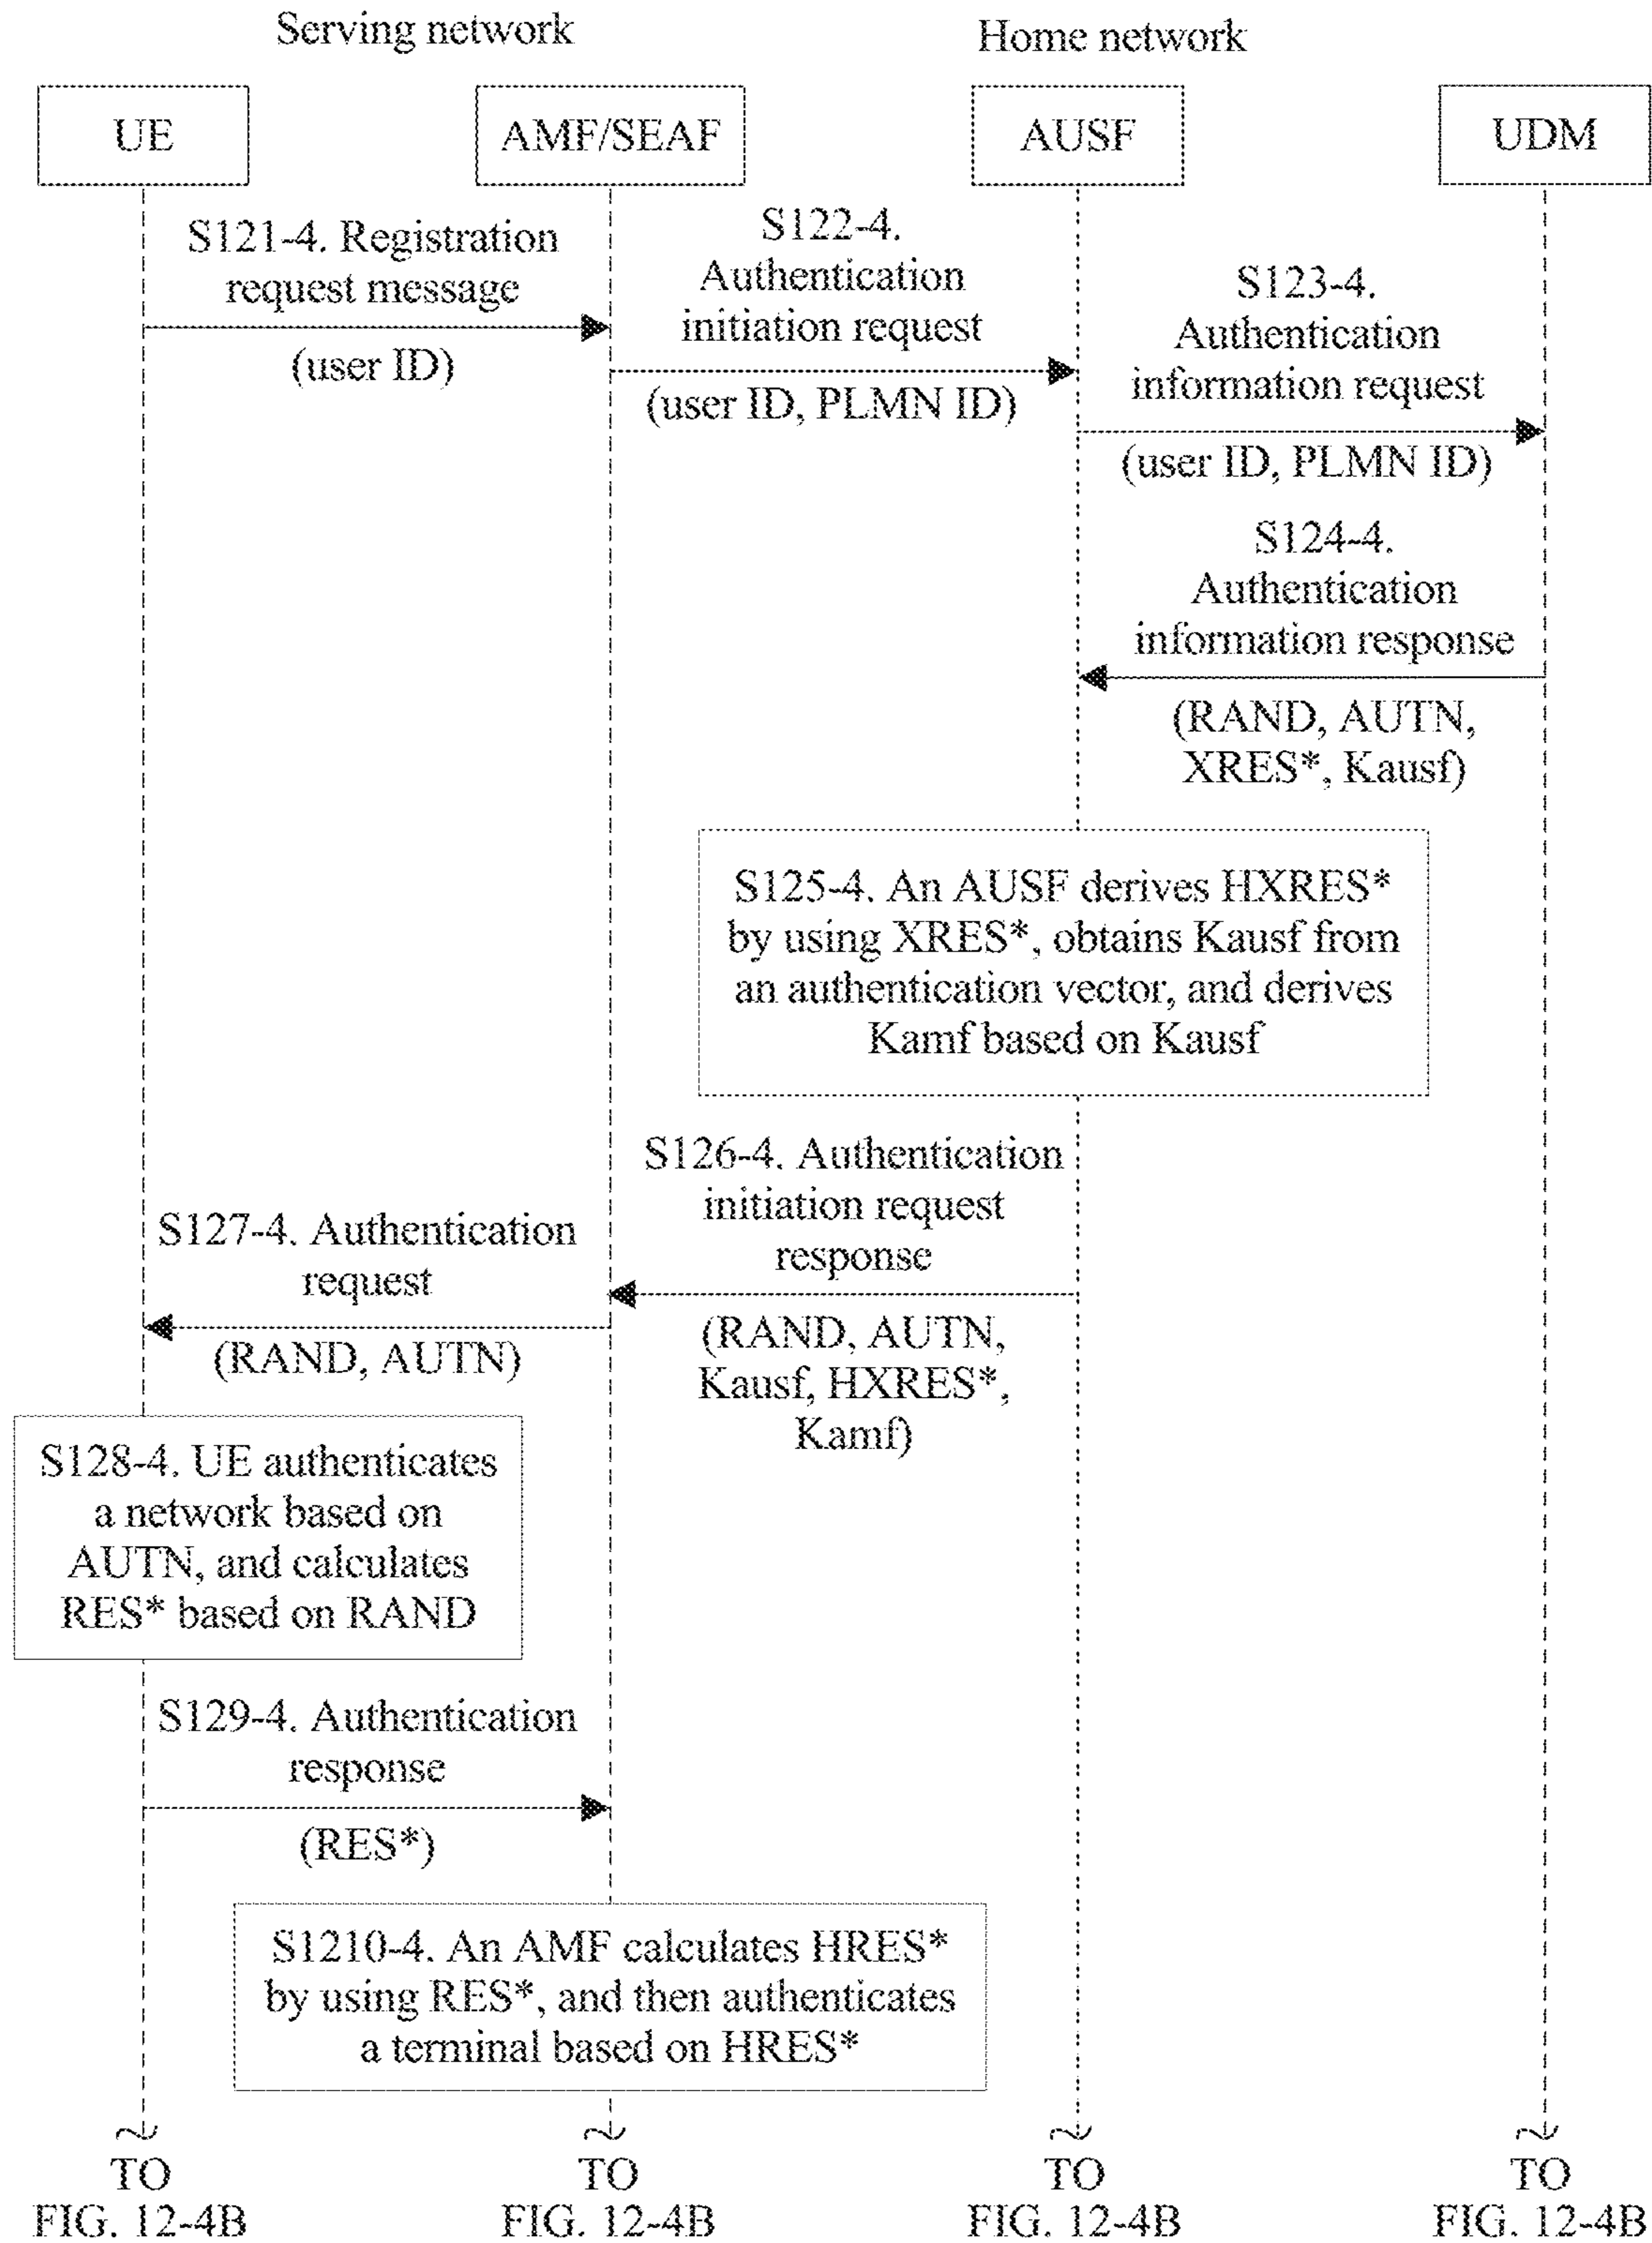 Serving network
Home network
UE
AMF/SEAF
AUSF
UDM
S121-4. Registration
request message
(user ID)
S122-4.
Authentication
initiation request
(user ID, PLMN ID)
S123-4.
Authentication
information request
(user ID, PLMN ID)
S124-4.
Authentication
information response
(RAND, AUTN,
XRES*, Kausf)
S125-4. An AUSF derives HXRES*
by using XRES*, obtains Kausf from
an authentication vector, and derives
Kamf based on Kausf
S126-4. Authentication
initiation request
response
(RAND, AUTN,
Kausf, HXRES*,
Kamf)
S127-4. Authentication
request
(RAND, AUTN)
S128-4. UE authenticates
a network based on
AUTN, and calculates
RES* based on RAND
S129-4. Authentication
response
(RES*)
S1210-4. An AMF calculates HRES*
by using RES*, and then authenticates
a terminal based on HRES*
TO
FIG. 12-4B
TO
FIG. 12-4B
TO
FIG. 12-4B
TO
FIG. 12-4B